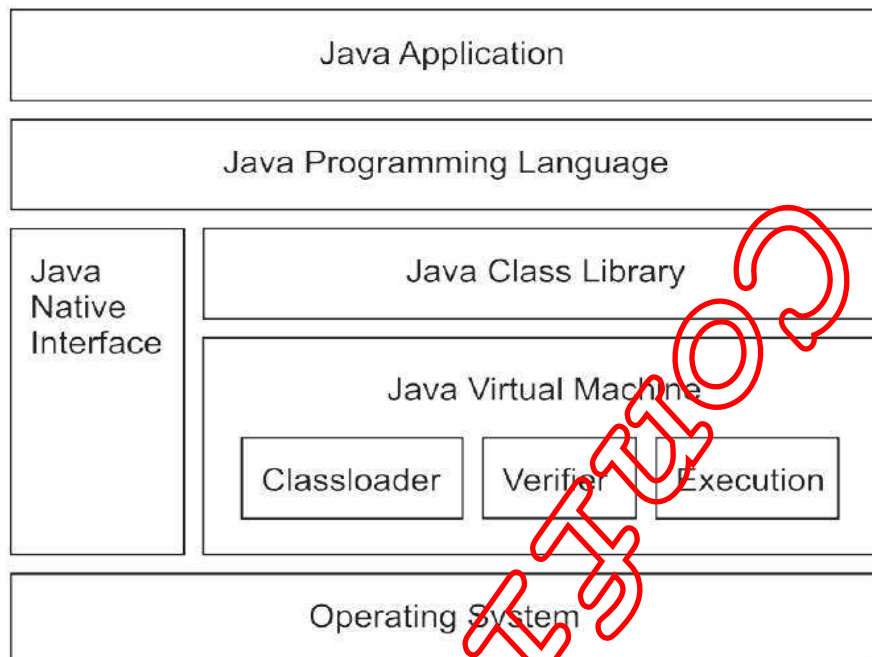 Java Application
Java Programming Language
Java
Native
Interface
Java Class Library
Java Virtual Machine
Classloader
Verifier
Execution
Operating System